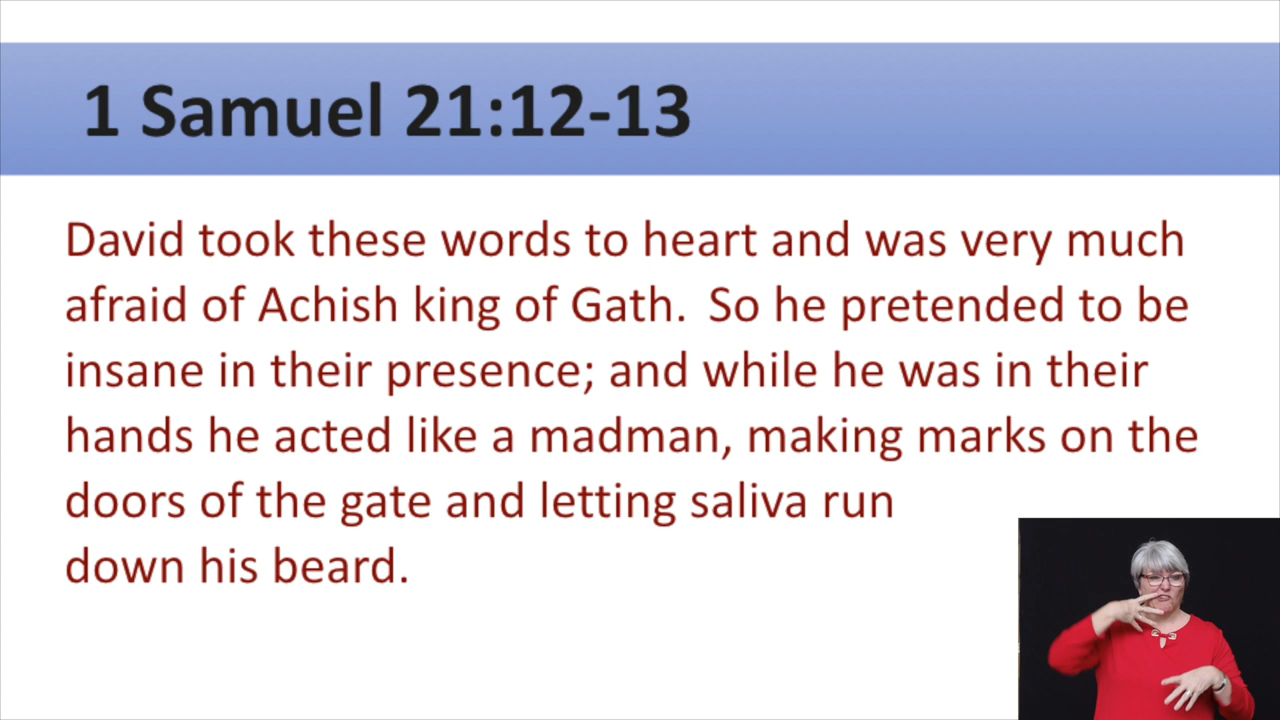 1 Samuel 21:12-13
David took these words to heart and was very much
afraid of Achish king of Gath.  So he pretended to be
insane in their presence; and while he was in their
hands he acted like a madman, making marks on the
doors of the gate and letting saliva run
down his beard.